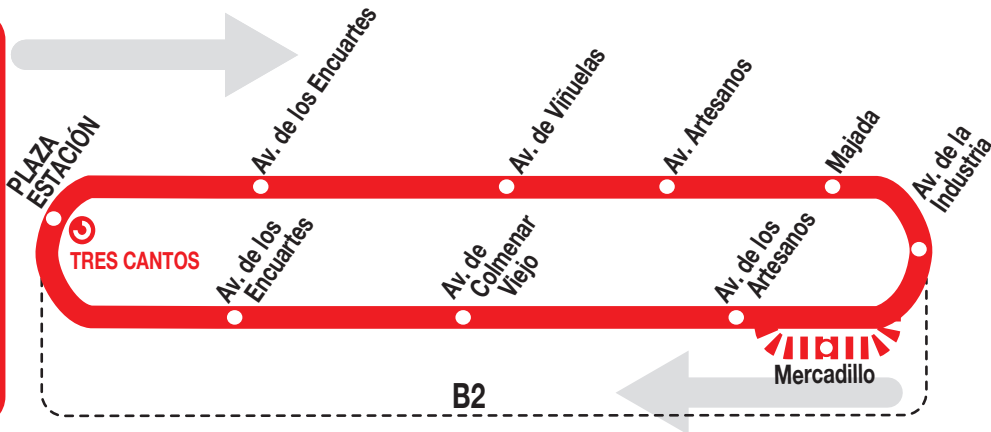 PLAZA
ESTACIÓN
Av. de los Encuartes
Av. de Viñuelas
Av. Artesanos
Majada
Av. de la
Industria
TRES CANTOS
Av. de los
Encuartes
Av. de
Colmenar
Viejo
Av. de los
Artesanos
Mercadillo
B2